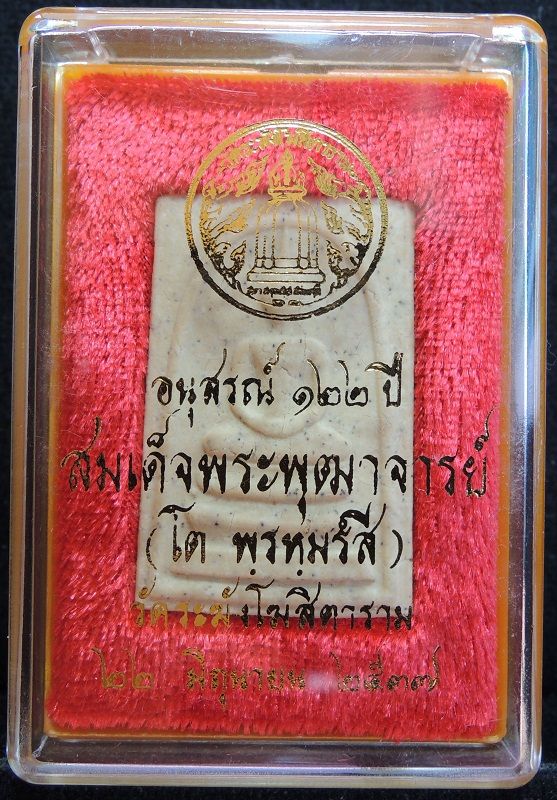 อนุสรณ์ ๑๒๒ ปี
สมเด็จพระพุฒาจารย์
(โต พฺรหฺมรํสี)
วัดระฆังโฆสิตาราม
๒๒ มิถุนายน ๒๕๓๗